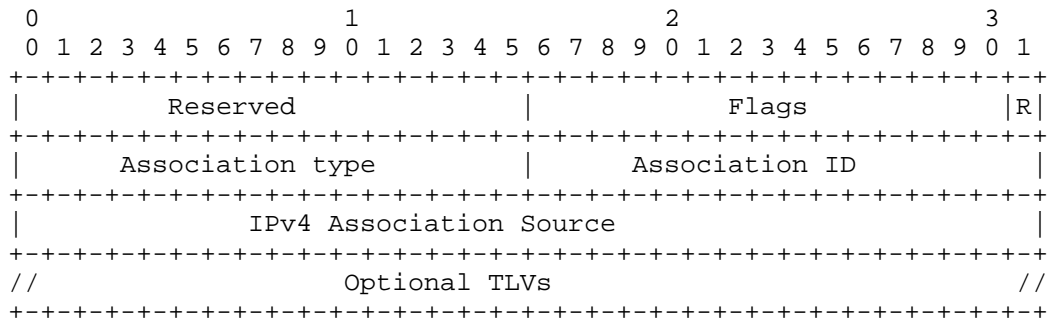 0                   1                   2                   3
 0 1 2 3 4 5 6 7 8 9 0 1 2 3 4 5 6 7 8 9 0 1 2 3 4 5 6 7 8 9 0 1
+-+-+-+-+-+-+-+-+-+-+-+-+-+-+-+-+-+-+-+-+-+-+-+-+-+-+-+-+-+-+-+-+
|         Reserved              |            Flags            |R|
+-+-+-+-+-+-+-+-+-+-+-+-+-+-+-+-+-+-+-+-+-+-+-+-+-+-+-+-+-+-+-+-+
|      Association type         |      Association ID           |
+-+-+-+-+-+-+-+-+-+-+-+-+-+-+-+-+-+-+-+-+-+-+-+-+-+-+-+-+-+-+-+-+
|              IPv4 Association Source                          |
+-+-+-+-+-+-+-+-+-+-+-+-+-+-+-+-+-+-+-+-+-+-+-+-+-+-+-+-+-+-+-+-+
//                   Optional TLVs                             //
+-+-+-+-+-+-+-+-+-+-+-+-+-+-+-+-+-+-+-+-+-+-+-+-+-+-+-+-+-+-+-+-+